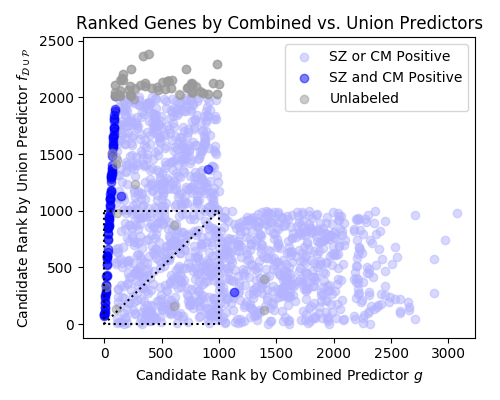 Ranked Genes by Combined vs. Union Predictors
SZ or CM Positive
SZ and CM Positive
Unlabeled
Candidate Rank by Union Predictor f_{D∪P}
2500
2000
1500
1000
500
0
0 500 1000 1500 2000 2500 3000
Candidate Rank by Combined Predictor g